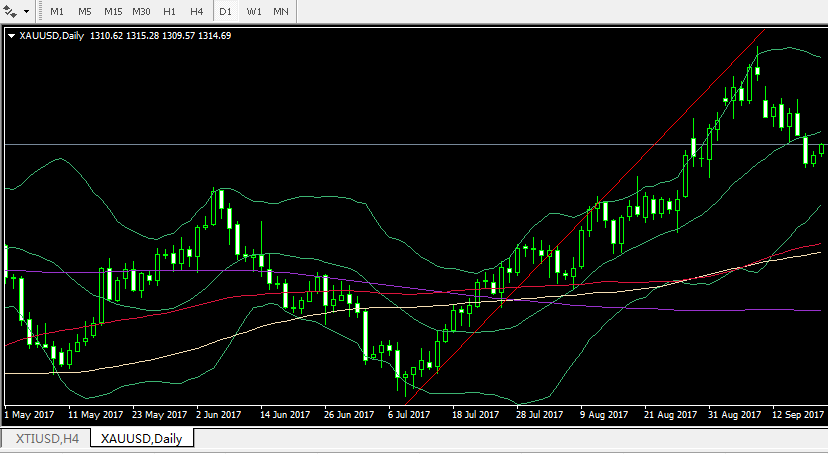 M1 M5 M15 M30 H1 H4 D1 W1 MN
XAUUSD,Daily 1310.62 1315.28 1309.57 1314.69
1 May 2017 11 May 2017 23 May 2017 2 Jun 2017 14 Jun 2017 26 Jun 2017 6 Jul 2017 18 Jul 2017 28 Jul 2017 9 Aug 2017 21 Aug 2017 31 Aug 2017 12 Sep 2017
XTIUSD,H4 XAUUSD,Daily